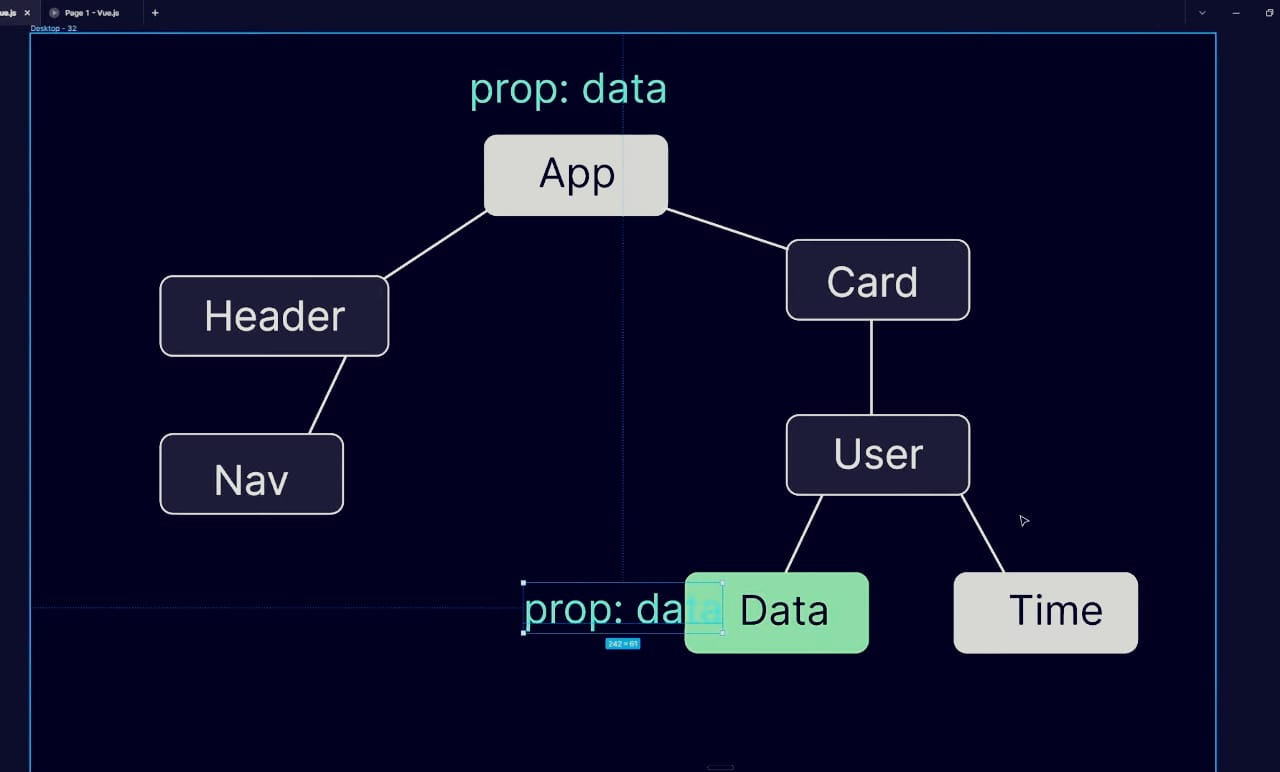 ue.js × Page 1 – Vue.js +
Desktop - 32
prop: data
App
Card
Header
User
Nav
prop: data
Data
Time
242 × 61